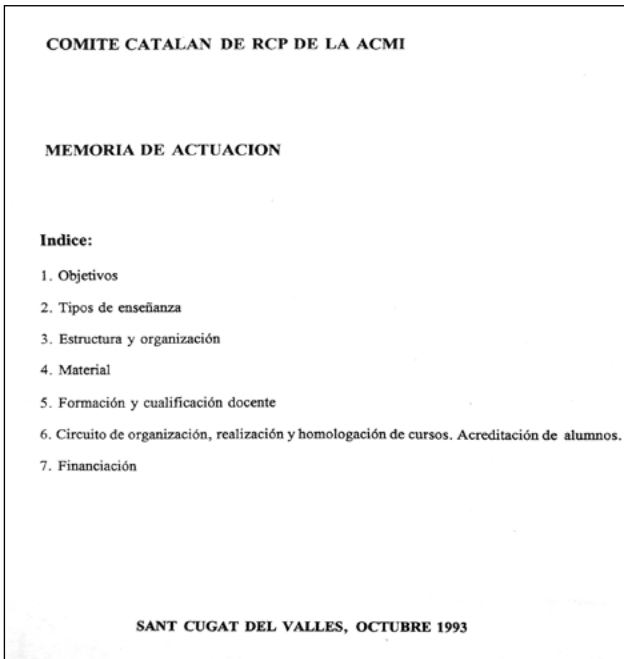 COMITE CATALAN DE RCP DE LA ACMI
MEMORIA DE ACTUACION
Indice:
1. Objetivos
2. Tipos de enseñanza
3. Estructura y organización
4. Material
5. Formación y cualificación docente
6. Circuito de organización, realización y homologación de cursos. Acreditación de alumnos.
7. Financiación
SANT CUGAT DEL VALLES, OCTUBRE 1993